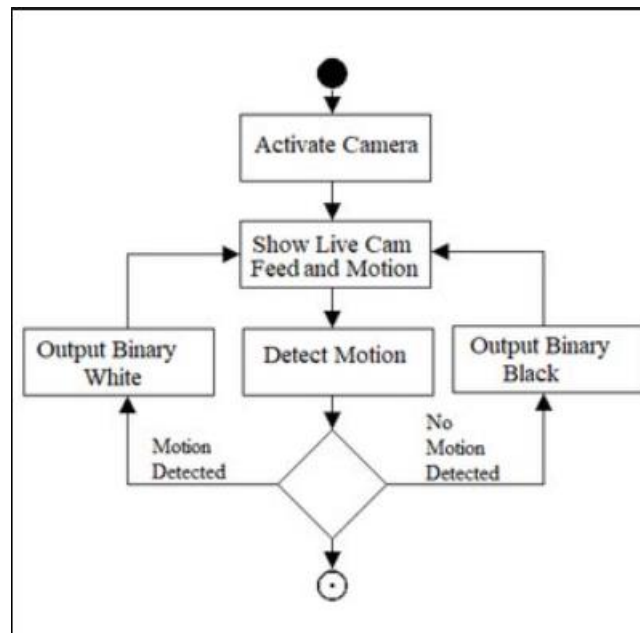 Activate Camera
Show Live Cam
Feed and Motion
Output Binary
White
Detect Motion
Output Binary
Black
Motion
Detected
No
Motion
Detected